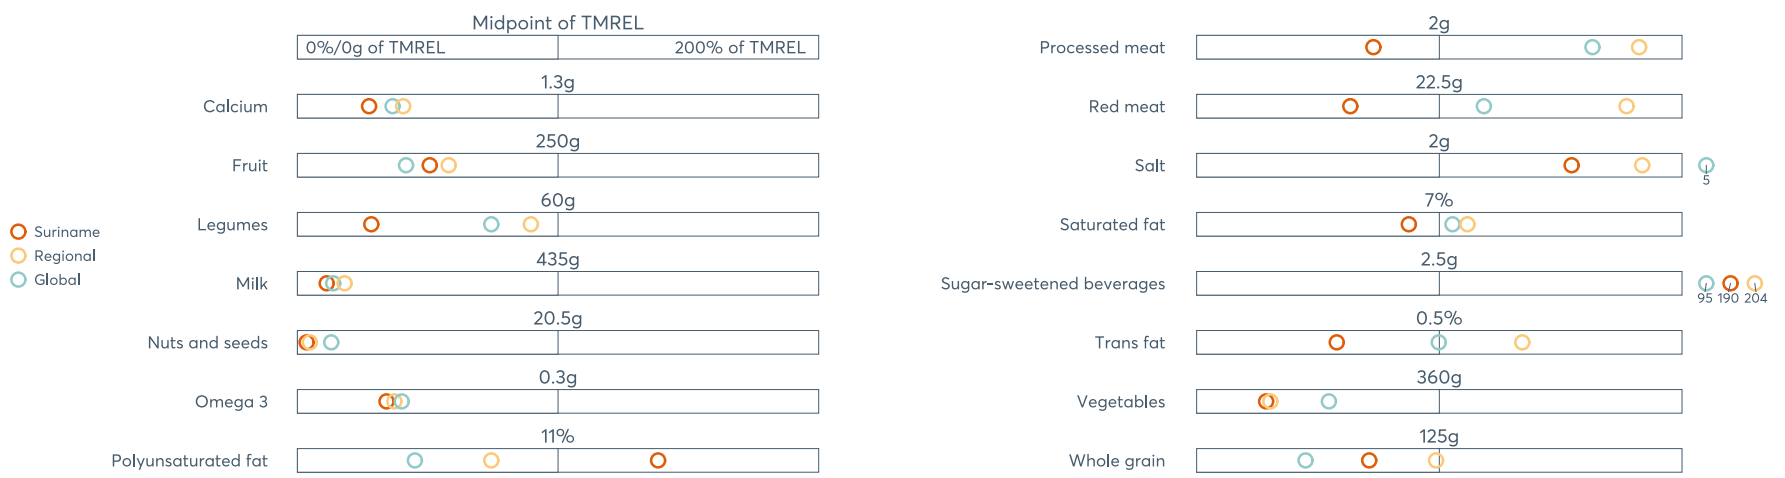 Midpoint of TMREL
0%/0g of TMREL
200% of TMREL
1.3g
Calcium
250g
Fruit
60g
Legumes
435g
Milk
20.5g
Nuts and seeds
0.3g
Omega 3
11%
Polyunsaturated fat
Suriname
Regional
Global
2g
Processed meat
22.5g
Red meat
2g
Salt
5
7%
Saturated fat
2.5g
Sugar-sweetened beverages
95 190 204
0.5%
Trans fat
360g
Vegetables
125g
Whole grain